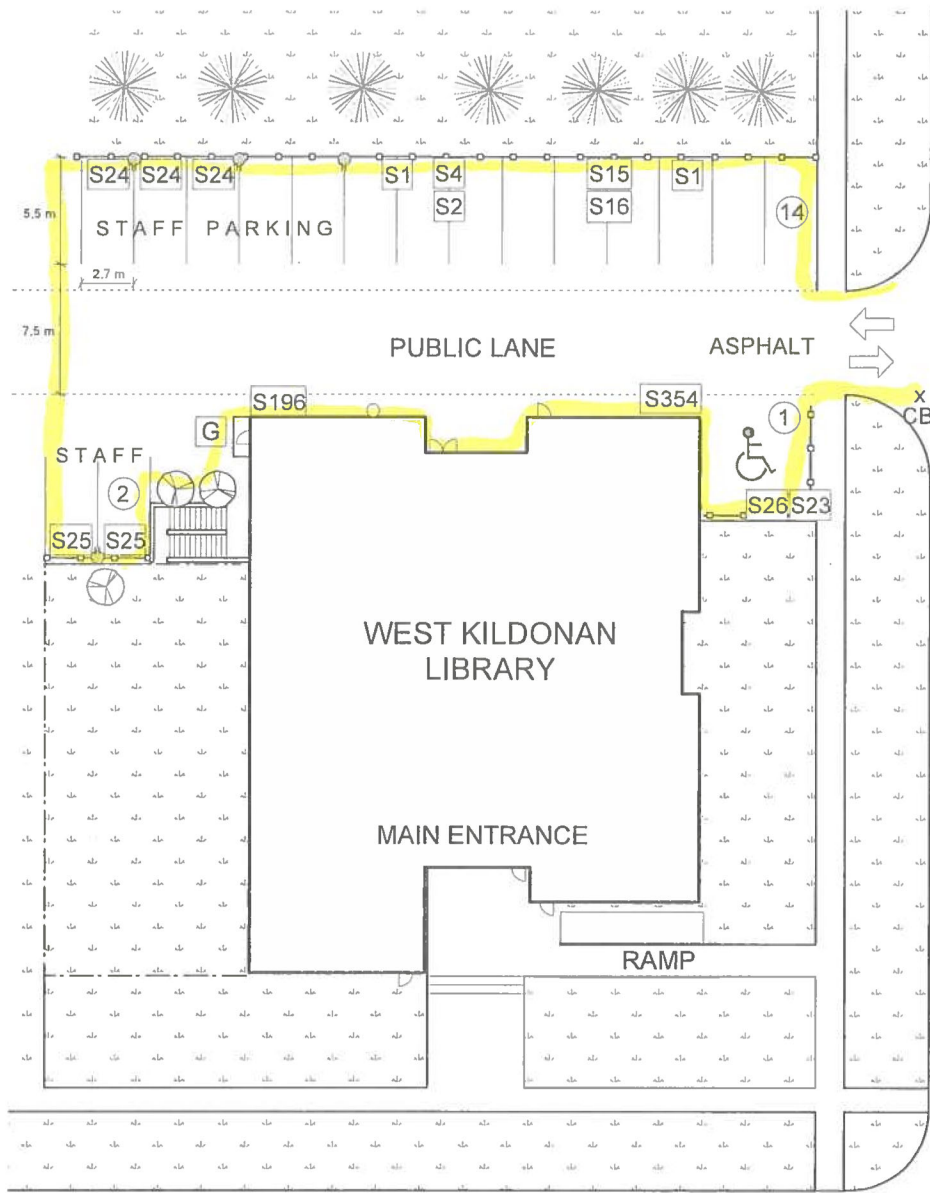 S24 S24 S24 S1 S4 S15 S1
S2 S16 14
5,5 m
STAFF PARKING
2.7 m
7,5 m
PUBLIC LANE ASPHALT
S196 S354
G 1 X
CB
STAFF
2
S26 S23
S25 S25
WEST KILDONAN
LIBRARY
MAIN ENTRANCE
RAMP